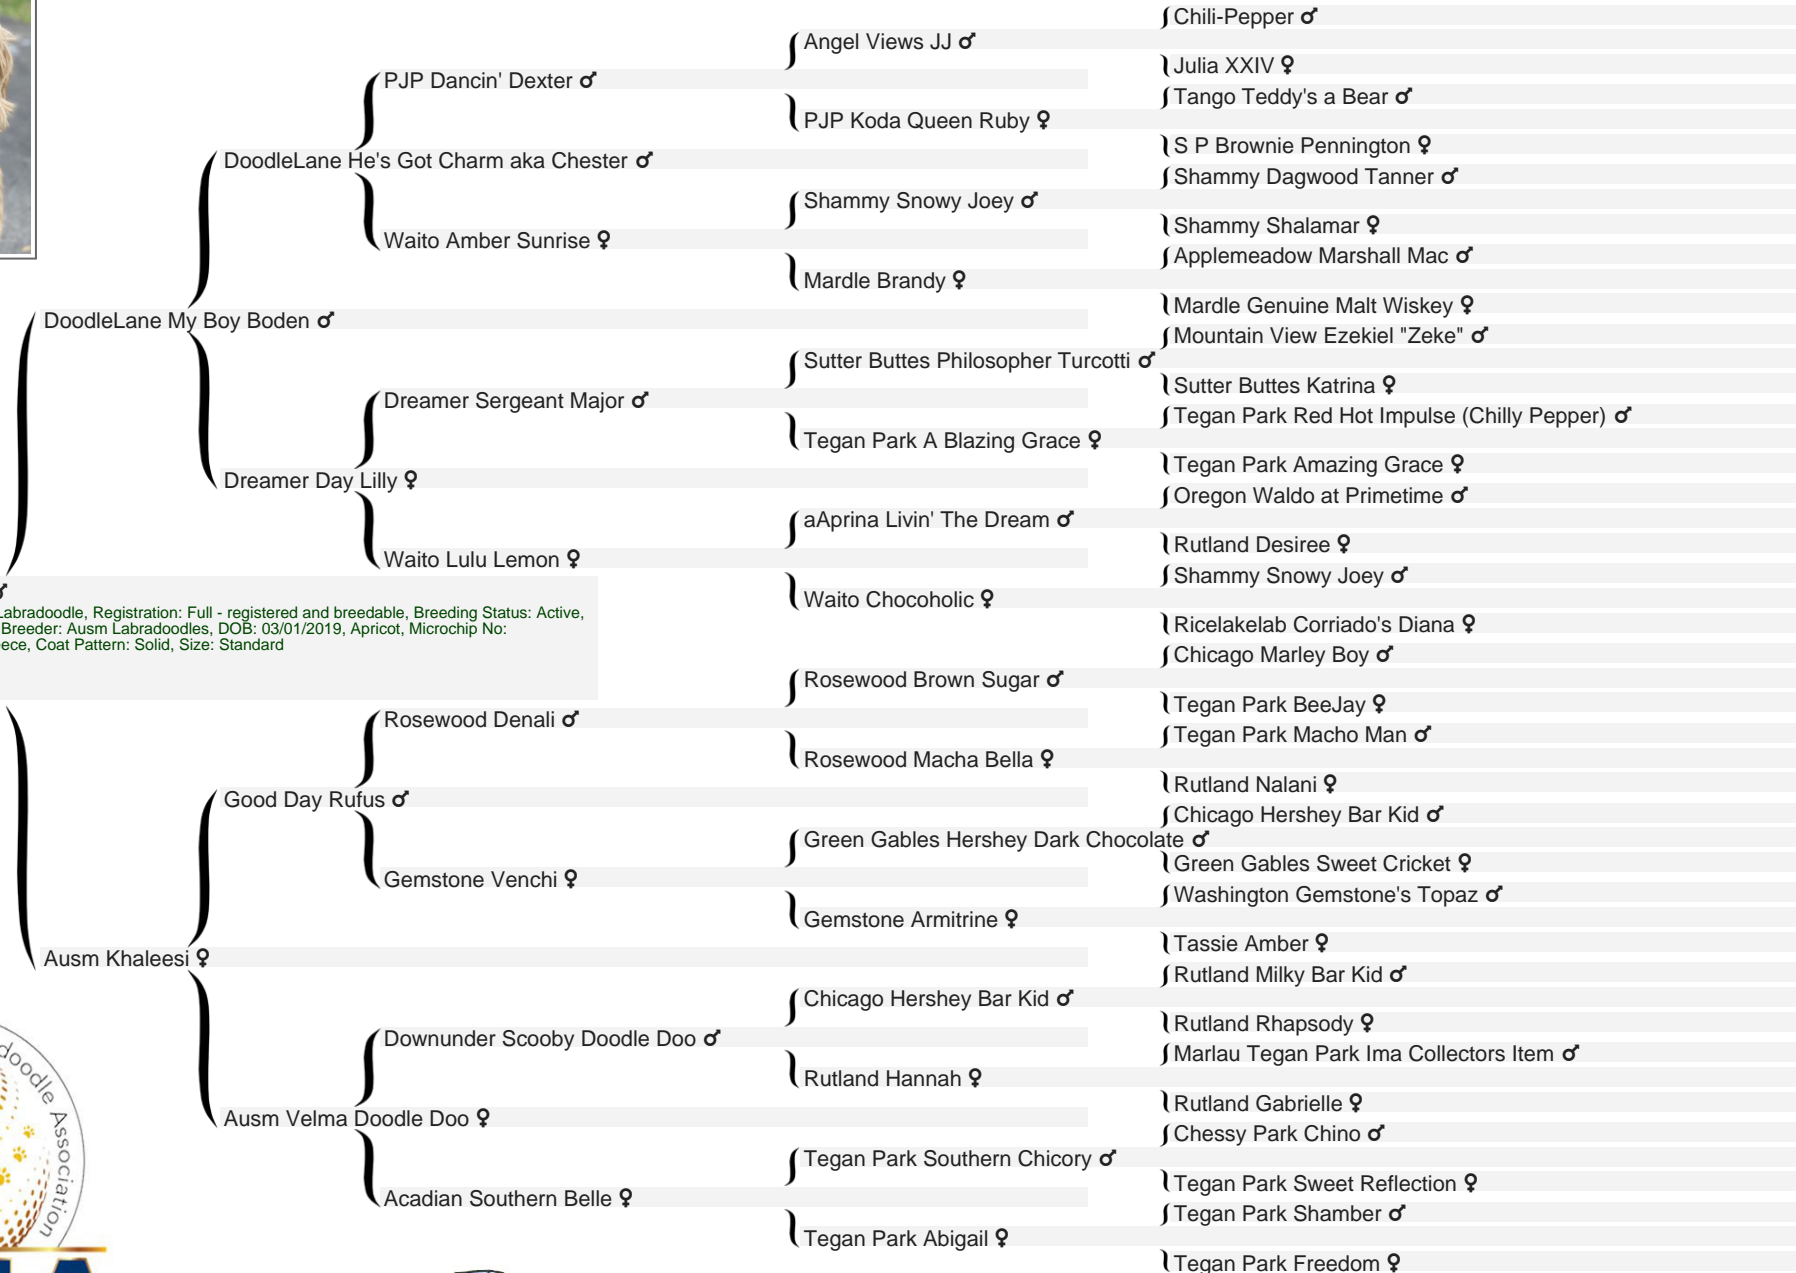 Chili-Pepper ♂
Angel Views JJ ♂
Julia XXIV ♀
PJP Dancin' Dexter ♂
Tango Teddy's a Bear ♂
PJP Koda Queen Ruby ♀
S P Brownie Pennington ♀
DoodleLane He's Got Charm aka Chester ♂
Shammy Dagwood Tanner ♂
Shammy Snowy Joey ♂
Shammy Shalamar ♀
Waito Amber Sunrise ♀
Applemeadow Marshall Mac ♂
Mardle Brandy ♀
Mardle Genuine Malt Wiskey ♀
DoodleLane My Boy Boden ♂
Mountain View Ezekiel "Zeke" ♂
Sutter Buttes Philosopher Turcotti ♂
Sutter Buttes Katrina ♀
Dreamer Sergeant Major ♂
Tegan Park Red Hot Impulse (Chilly Pepper) ♂
Tegan Park A Blazing Grace ♀
Tegan Park Amazing Grace ♀
Dreamer Day Lilly ♀
Oregon Waldo at Primetime ♂
aAprina Livin' The Dream ♂
Rutland Desiree ♀
Waito Lulu Lemon ♀
Shammy Snowy Joey ♂
Waito Chocoholic ♀
Ricelakelab Corriado's Diana ♀
♂
Labradoodle, Registration: Full - registered and breedable, Breeding Status: Active,
Breeder: Ausm Labradoodles, DOB: 03/01/2019, Apricot, Microchip No:
ece, Coat Pattern: Solid, Size: Standard
Chicago Marley Boy ♂
Rosewood Brown Sugar ♂
Tegan Park BeeJay ♀
Rosewood Denali ♂
Tegan Park Macho Man ♂
Rosewood Macha Bella ♀
Rutland Nalani ♀
Good Day Rufus ♂
Chicago Hershey Bar Kid ♂
Green Gables Hershey Dark Chocolate ♂
Green Gables Sweet Cricket ♀
Gemstone Venchi ♀
Washington Gemstone's Topaz ♂
Gemstone Armitrine ♀
Tassie Amber ♀
Ausm Khaleesi ♀
Rutland Milky Bar Kid ♂
Chicago Hershey Bar Kid ♂
Rutland Rhapsody ♀
Downunder Scooby Doodle Doo ♂
Marlau Tegan Park Ima Collectors Item ♂
Rutland Hannah ♀
Rutland Gabrielle ♀
Ausm Velma Doodle Doo ♀
Chessy Park Chino ♂
Tegan Park Southern Chicory ♂
Tegan Park Sweet Reflection ♀
Acadian Southern Belle ♀
Tegan Park Shamber ♂
Tegan Park Abigail ♀
Tegan Park Freedom ♀
doodle Association